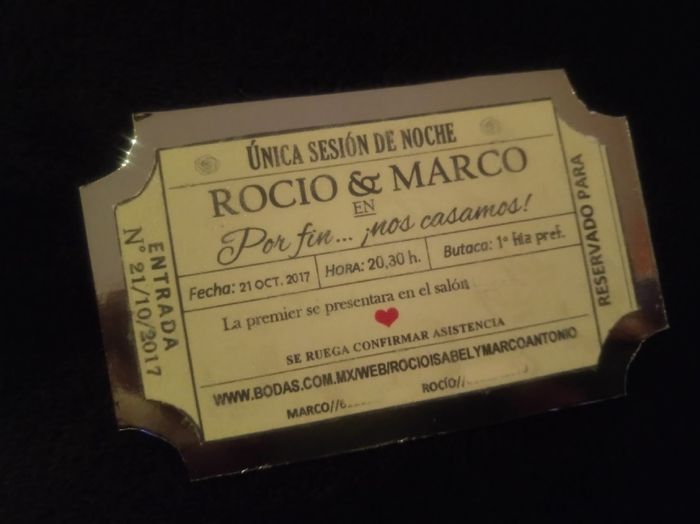 ÚNICA SESIÓN DE NOCHE
ROCIO & MARCO
EN
Por fin... ¡nos casamos!
Fecha: 21 OCT. 2017 HORA: 20,30 h. Butaca: 1ª fila pref.
La premier se presentara en el salón
SE RUEGA CONFIRMAR ASISTENCIA
WWW.BODAS.COM.MX/WEB/ROCIOISABELYMARCOANTONIO
MARCO//6 ROCÍO//
ENTRADA
Nº 21/10/2017
RESERVADO PARA